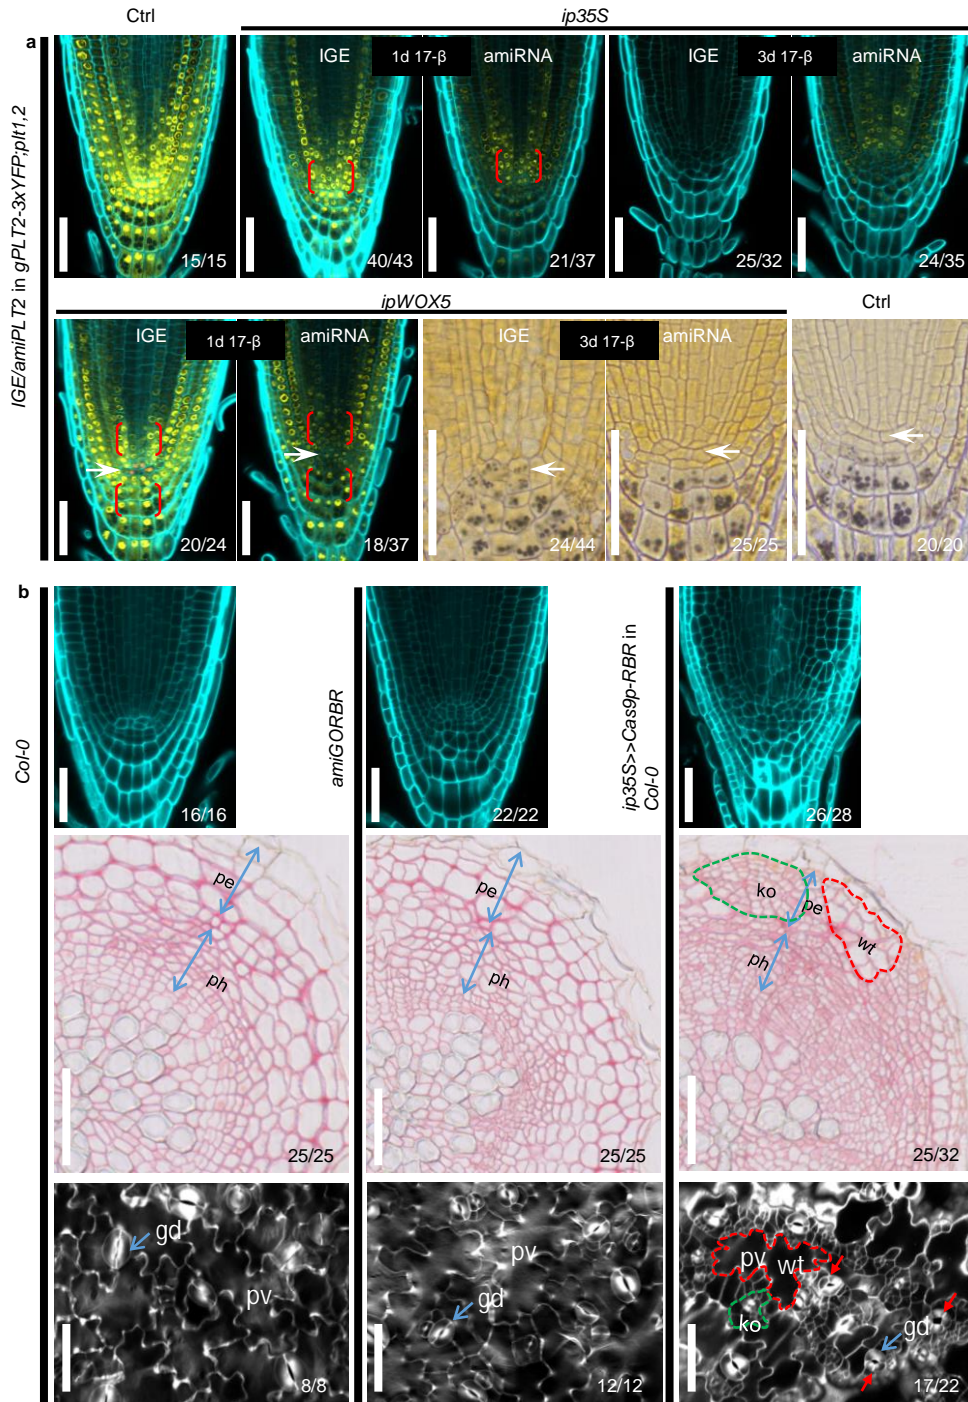 Ctrl
ip35S
a
IGE
1d 17-β
amiRNA
IGE
3d 17-β
amiRNA
IGE/amiPLT2 in gPLT2-3xYFP;plt1,2
15/15
40/43
21/37
25/32
24/35
ipWOX5
Ctrl
IGE
1d 17-β
amiRNA
IGE
3d 17-β
amiRNA
20/24
18/37
24/44
25/25
20/20
b
Col-0
amiGORBR
ip35S>>Cas9p-RBR in
Col-0
16/16
22/22
26/28
pe
ph
25/25
pe
ph
25/25
ko
pe
wt
ph
25/32
gd
pv
8/8
pv
gd
12/12
pv
wt
ko
gd
17/22